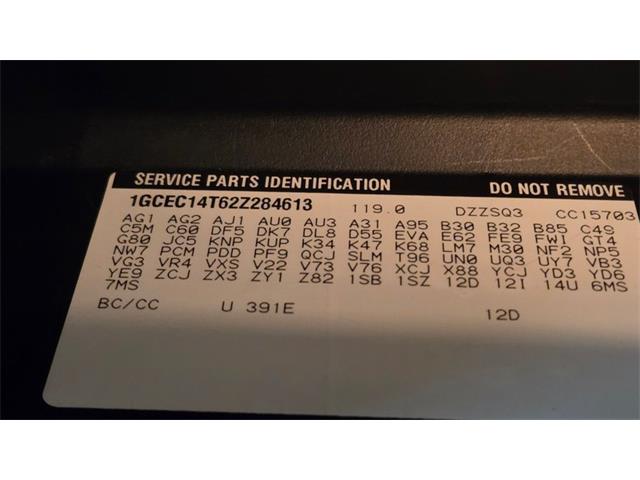 SERVICE PARTS IDENTIFICATION DO NOT REMOVE
1GCEC14T62Z284613 119.0 DZZSQ3 CC15703
AG1 AG2 AJ1 AU0 AU3 A31 A95 B30 B32 B85 C49
C5M C60 DF5 DK7 DL8 D55 EVA E62 FE9 FWI GT4
G80 JC5 KNP KUP K34 K47 K68 LM7 M30 NF2 NP5
NW7 PCM PDD PF9 QCJ SLM T96 UN0 UQ3 UY7 VB3
VG3 VR4 VXS V22 V73 V76 XCJ X88 YCJ YD3 YD6
YE9 ZCJ ZX3 ZY1 Z82 1SB 1SZ 12D 12I 14U 6MS
7MS
BC/CC U 391E 12D